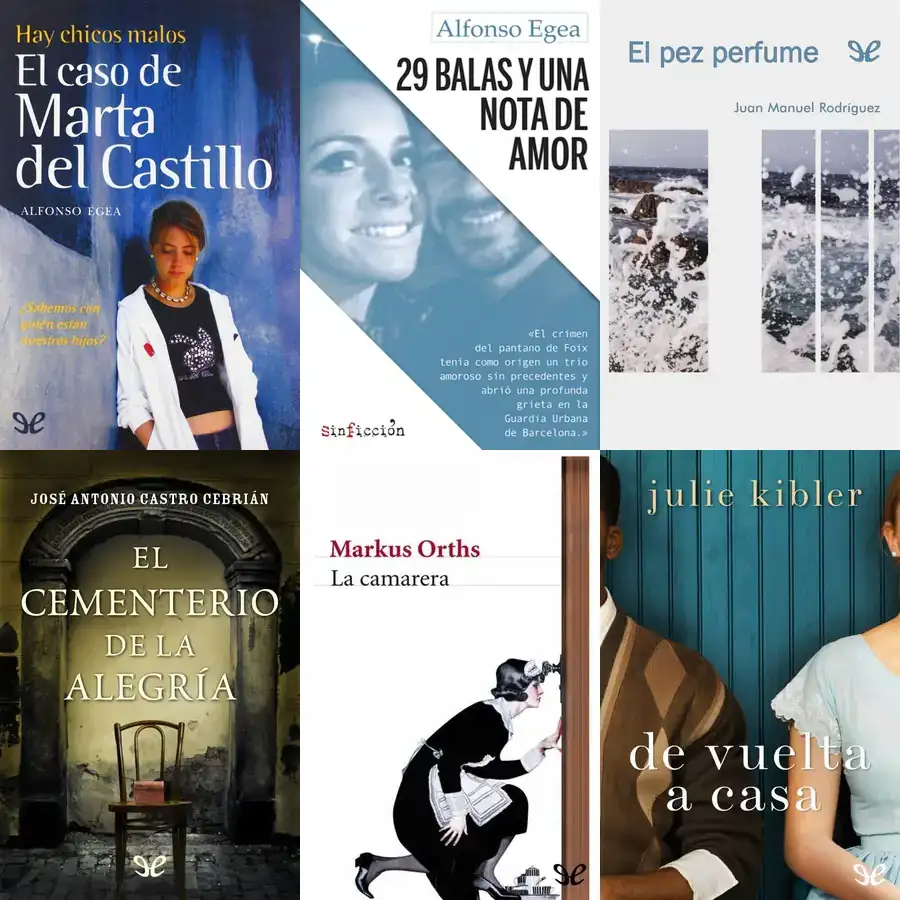 Hay chicos malos
El caso de
Marta
del Castillo
ALFONSO EGEA
¿Sabemos con
quién están
nuestros hijos?
Alfonso Egea
29 BALAS Y UNA
NOTA DE
AMOR
«El crimen
del pantano de Foix
tenía como origen un trío
amoroso sin precedentes y
abrió una profunda
grieta en la
Guardia Urbana
de Barcelona.»
sinficción
El pez perfume
Juan Manuel Rodríguez
JOSÉ ANTONIO CASTRO CEBRIÁN
EL
CEMENTERIO
DE LA
ALEGRÍA
Markus Orths
La camarera
julie kibler
de vuelta
a casa